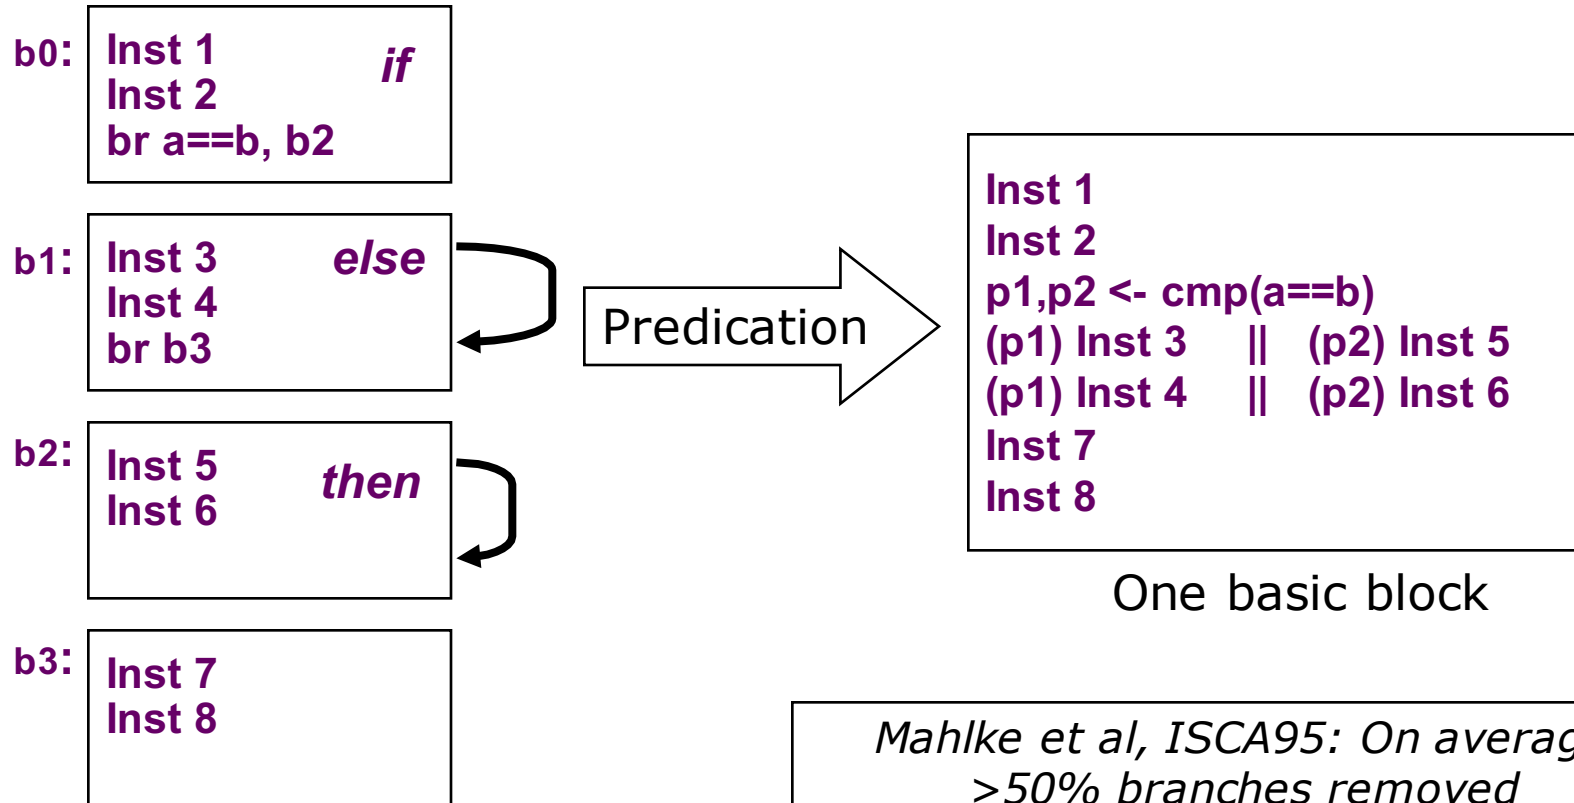 b0:
Inst 1
if
Inst 2
br a==b, b2
b1:
Inst 3
else
Inst 4
br b3
b2:
Inst 5
then
Inst 6
b3:
Inst 7
Inst 8
Predication
Inst 1
Inst 2
p1,p2 <- cmp(a==b)
(p1) Inst 3 || (p2) Inst 5
(p1) Inst 4 || (p2) Inst 6
Inst 7
Inst 8
One basic block
Mahlke et al, ISCA95: On averag
>50% branches removed